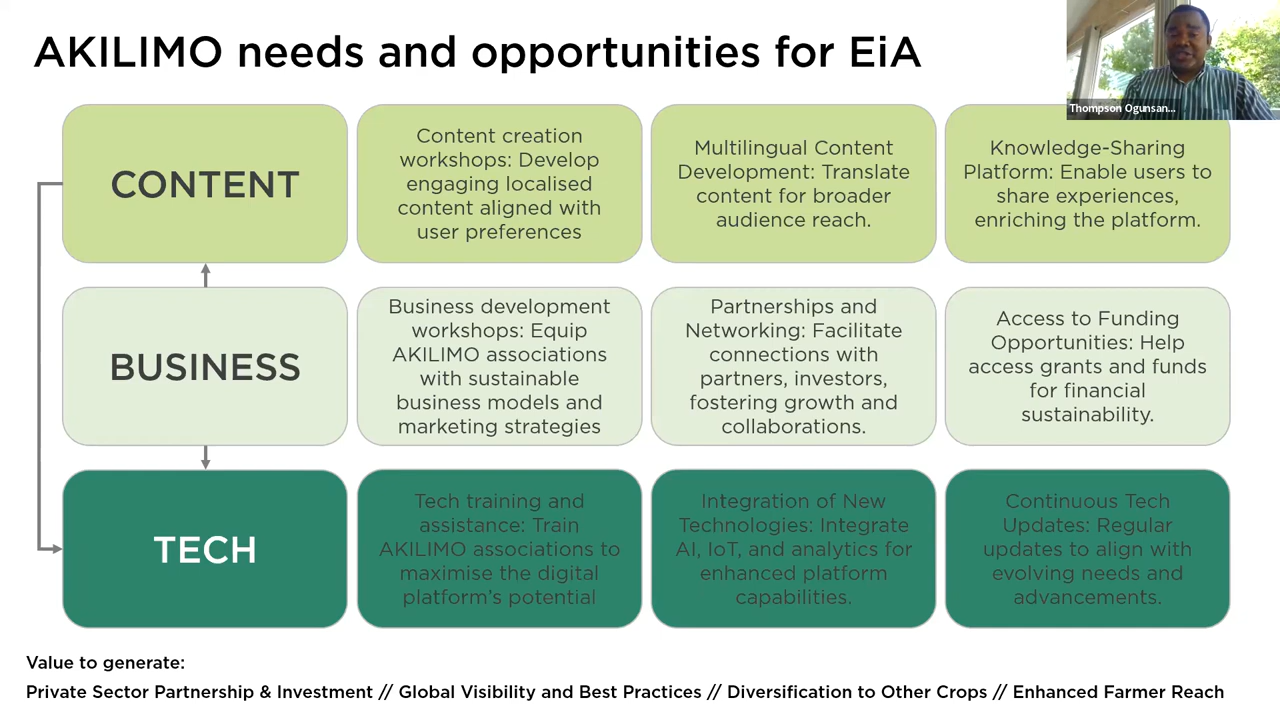 AKILIMO needs and opportunities for EiA
Thompson Ogunsan...
CONTENT
Content creation
workshops: Develop
engaging localised
content aligned with
user preferences
Multilingual Content
Development: Translate
content for broader
audience reach.
Knowledge-Sharing
Platform: Enable users to
share experiences,
enriching the platform.
BUSINESS
Business development
workshops: Equip
AKILIMO associations
with sustainable
business models and
marketing strategies
Partnerships and
Networking: Facilitate
connections with
partners, investors,
fostering growth and
collaborations.
Access to Funding
Opportunities: Help
access grants and funds
for financial
sustainability.
TECH
Tech training and
assistance: Train
AKILIMO associations to
maximise the digital
platform's potential
Integration of New
Technologies: Integrate
AI, IoT, and analytics for
enhanced platform
capabilities.
Continuous Tech
Updates: Regular
updates to align with
evolving needs and
advancements.
Value to generate:
Private Sector Partnership & Investment // Global Visibility and Best Practices // Diversification to Other Crops // Enhanced Farmer Reach